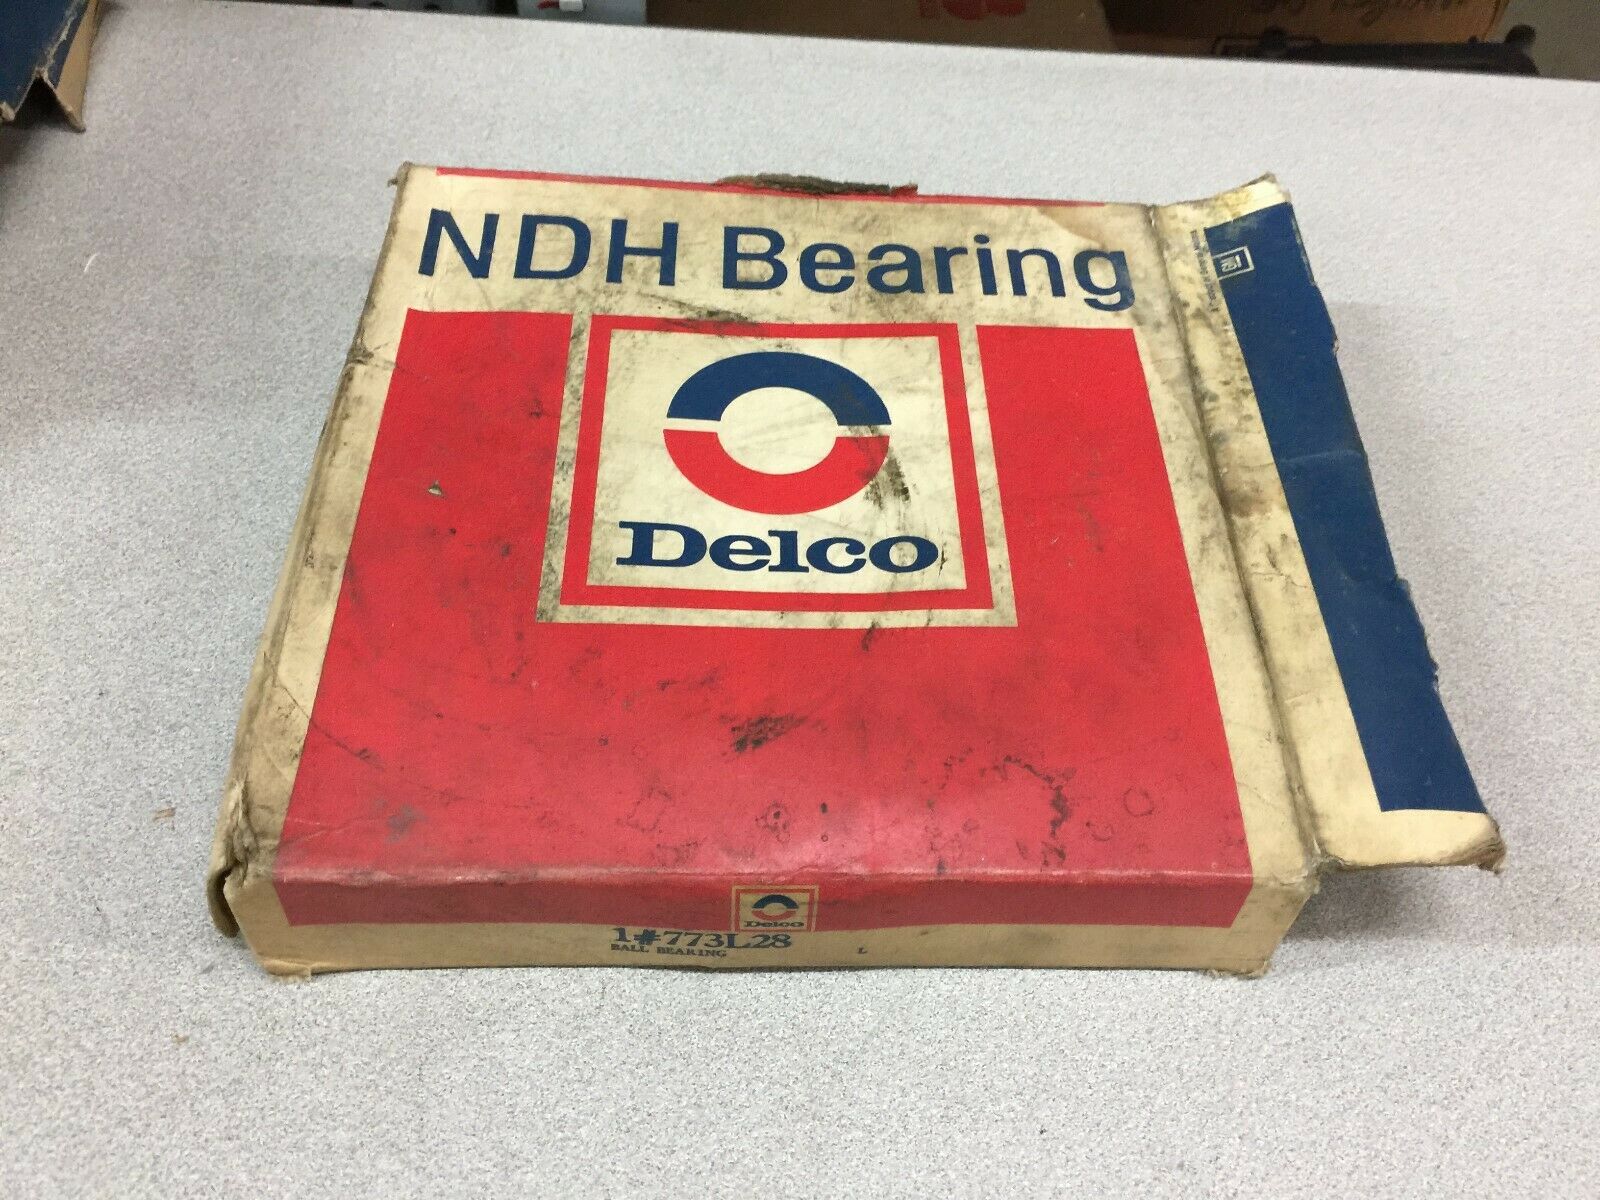 NDH Bearing
Delco
Delco
1#773L28
BALL BEARING L